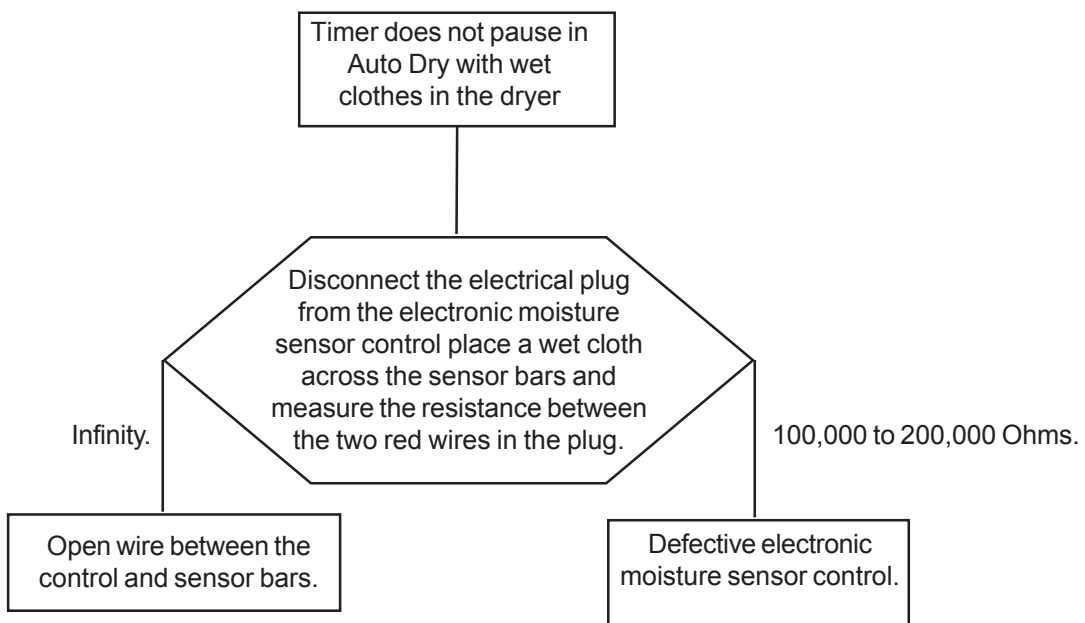 Timer does not pause in
Auto Dry with wet
clothes in the dryer
Disconnect the electrical plug
from the electronic moisture
sensor control place a wet cloth
across the sensor bars and
measure the resistance between
the two red wires in the plug.
Infinity.
100,000 to 200,000 Ohms.
Open wire between the
control and sensor bars.
Defective electronic
moisture sensor control.